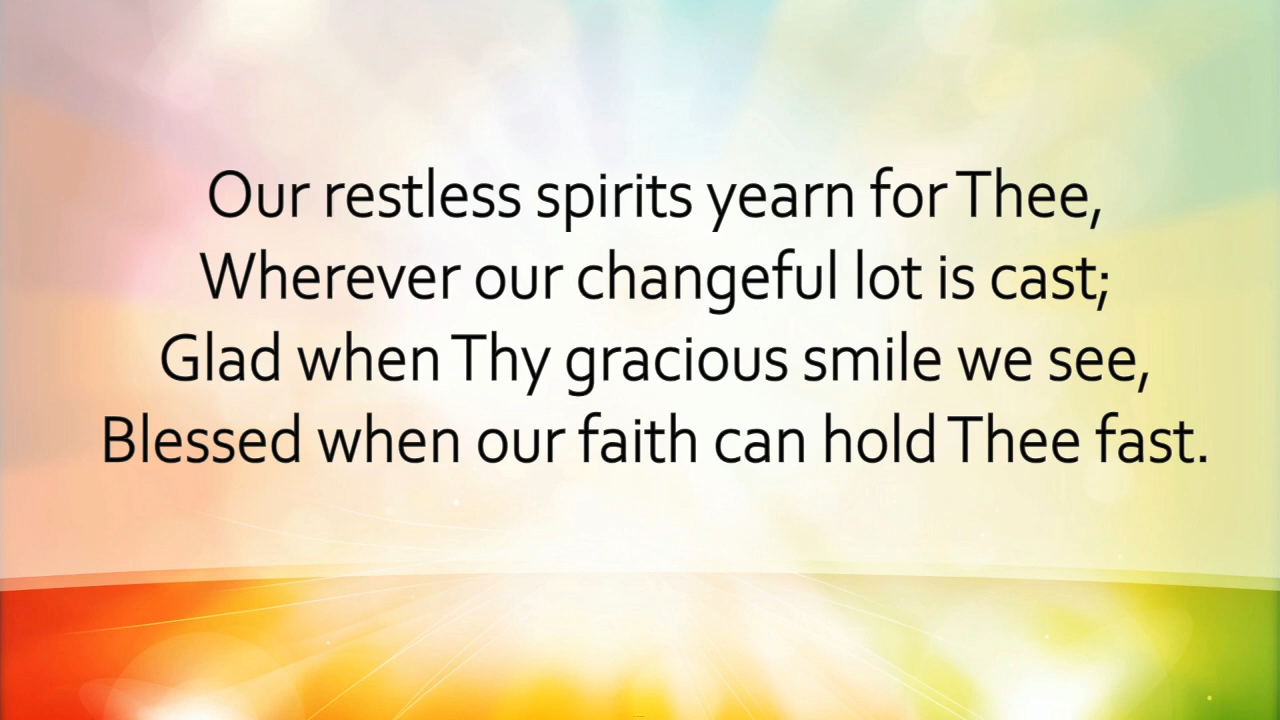 Our restless spirits yearn for Thee,
Wherever our changeful lot is cast;
Glad when Thy gracious smile we see,
Blessed when our faith can hold Thee fast.